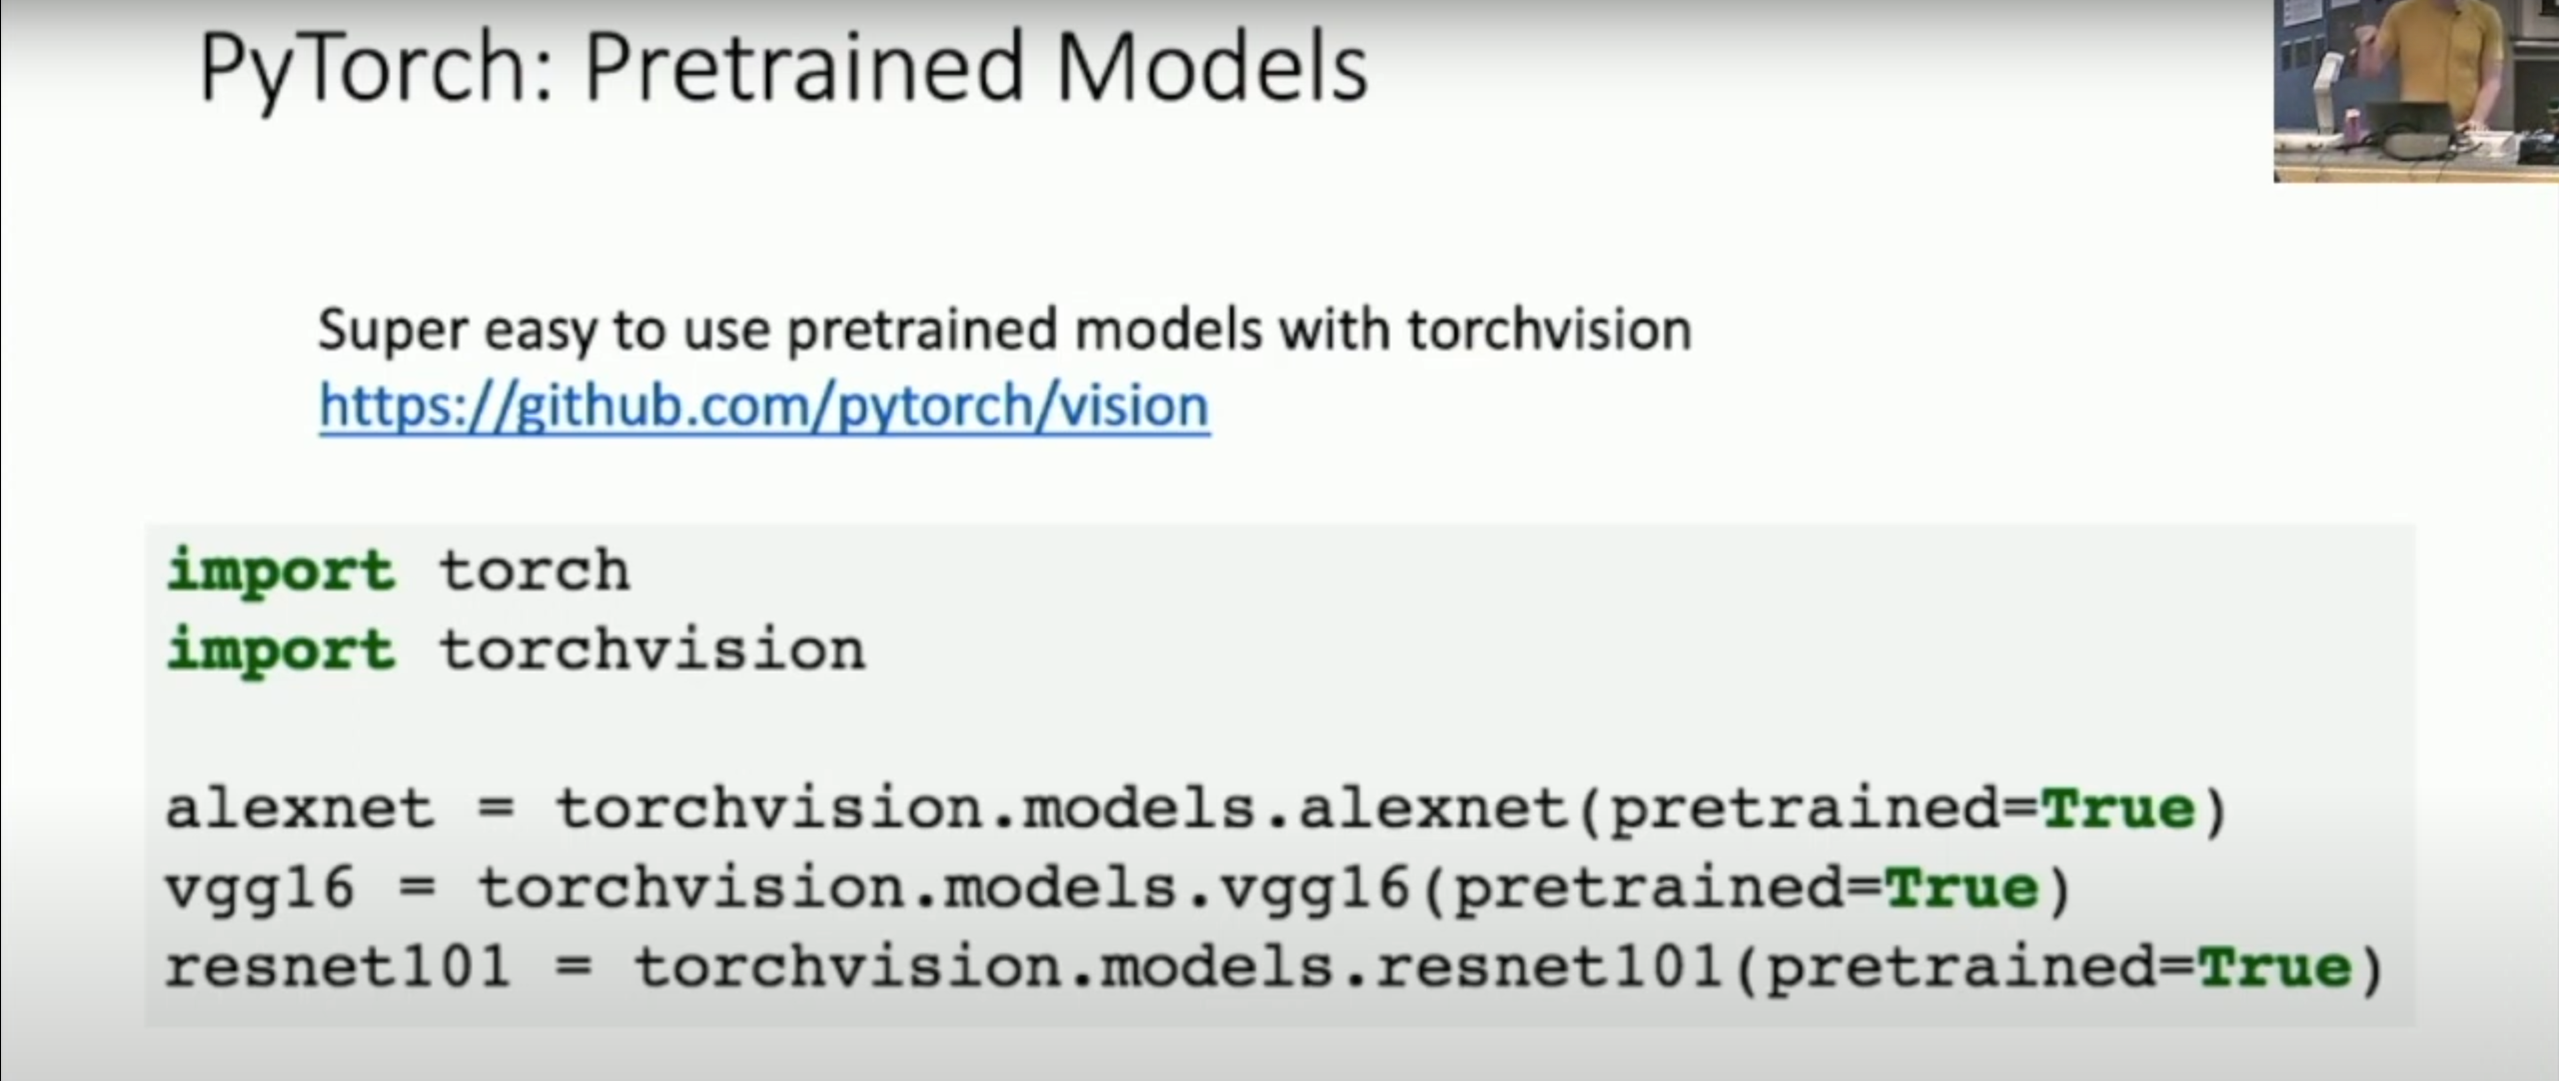 PyTorch: Pretrained Models
Super easy to use pretrained models with torchvision
https://github.com/pytorch/vision
import torch
import torchvision
alexnet = torchvision.models.alexnet(pretrained=True)
vgg16 = torchvision.models.vgg16(pretrained=True)
resnet101 = torchvision.models.resnet101(pretrained=True)